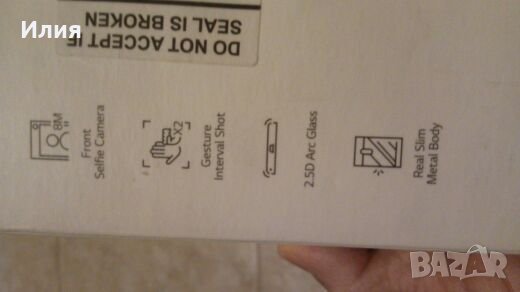 Илия
DO NOT ACCEPT IF
SEAL IS BROKEN
8M
Front
Selfie Camera
X2
Gesture
Interval Shot
2.5D Arc Glass
Real Slim
Metal Body
BAZAR